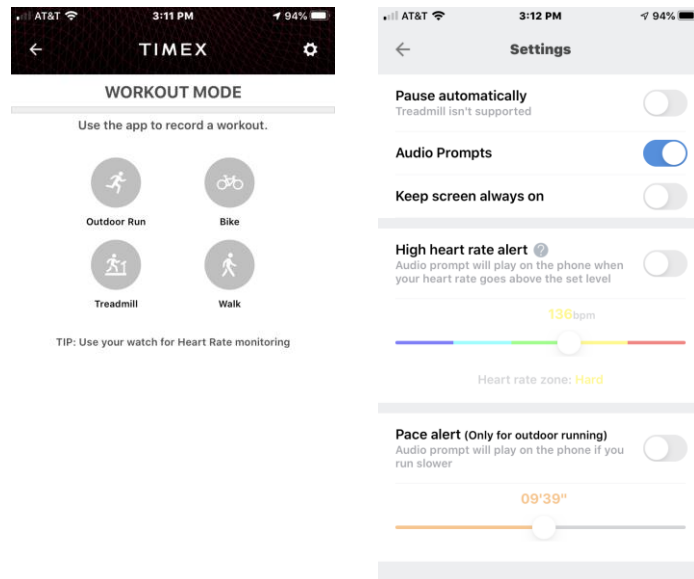 AT&T 3:11 PM 94%
TIMEX
WORKOUT MODE
Use the app to record a workout.
Outdoor Run Bike
Treadmill Walk
TIP: Use your watch for Heart Rate monitoring
AT&T 3:12 PM 94%
Settings
Pause automatically
Treadmill isn't supported
Audio Prompts
Keep screen always on
High heart rate alert ?
Audio prompt will play on the phone when
your heart rate goes above the set level
136bpm
Heart rate zone: Hard
Pace alert (Only for outdoor running)
Audio prompt will play on the phone if you
run slower
09'39"